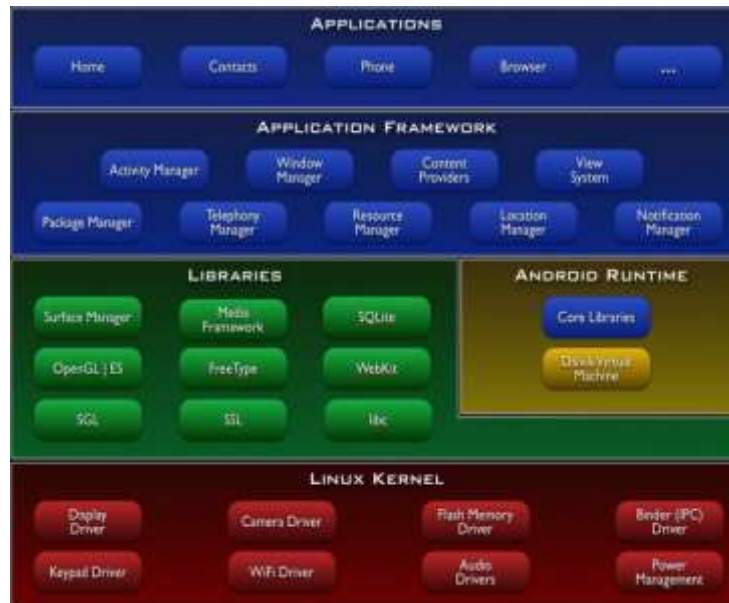 APPLICATIONS
Home
Contacts
Phone
Browser
...
APPLICATION FRAMEWORK
Activity Manager
Window
Manager
Content
Providers
View
System
Package Manager
Telephony
Manager
Resource
Manager
Location
Manager
Notification
Manager
LIBRARIES
Surface Manager
Media
Framework
SQLite
OpenGL | ES
FreeType
WebKit
SGL
SSL
libc
ANDROID RUNTIME
Core Libraries
Dalvik Virtual
Machine
LINUX KERNEL
Display
Driver
Camera Driver
Flash Memory
Driver
Binder (IPC)
Driver
Keypad Driver
WiFi Driver
Audio
Drivers
Power
Management